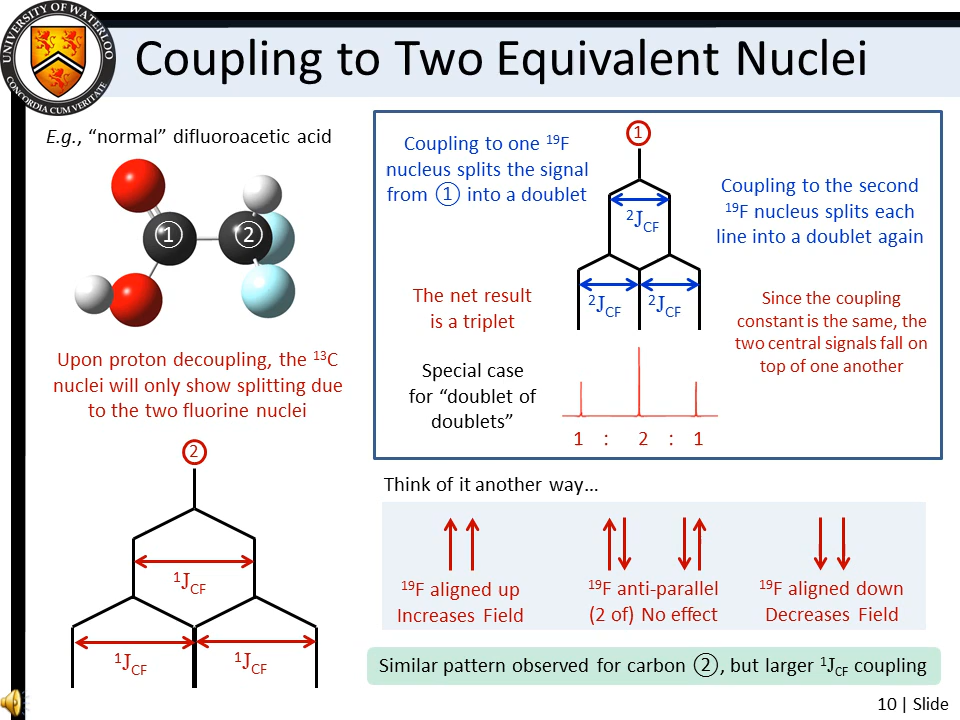 UNIVERSITY OF WATERLOO
CONCORDIA CUM VERITATE
Coupling to Two Equivalent Nuclei
E.g., “normal” difluoroacetic acid
① ②
Upon proton decoupling, the ¹³C
nuclei will only show splitting due
to the two fluorine nuclei
②
¹J_CF
¹J_CF ¹J_CF
Coupling to one ¹⁹F
nucleus splits the signal
from ① into a doublet
①
²J_CF
²J_CF ²J_CF
Coupling to the second
¹⁹F nucleus splits each
line into a doublet again
The net result
is a triplet
Since the coupling
constant is the same, the
two central signals fall on
top of one another
Special case
for “doublet of
doublets”
1 : 2 : 1
Think of it another way…
¹⁹F aligned up
Increases Field
¹⁹F anti-parallel
(2 of) No effect
¹⁹F aligned down
Decreases Field
Similar pattern observed for carbon ②, but larger ¹J_CF coupling
10 | Slide